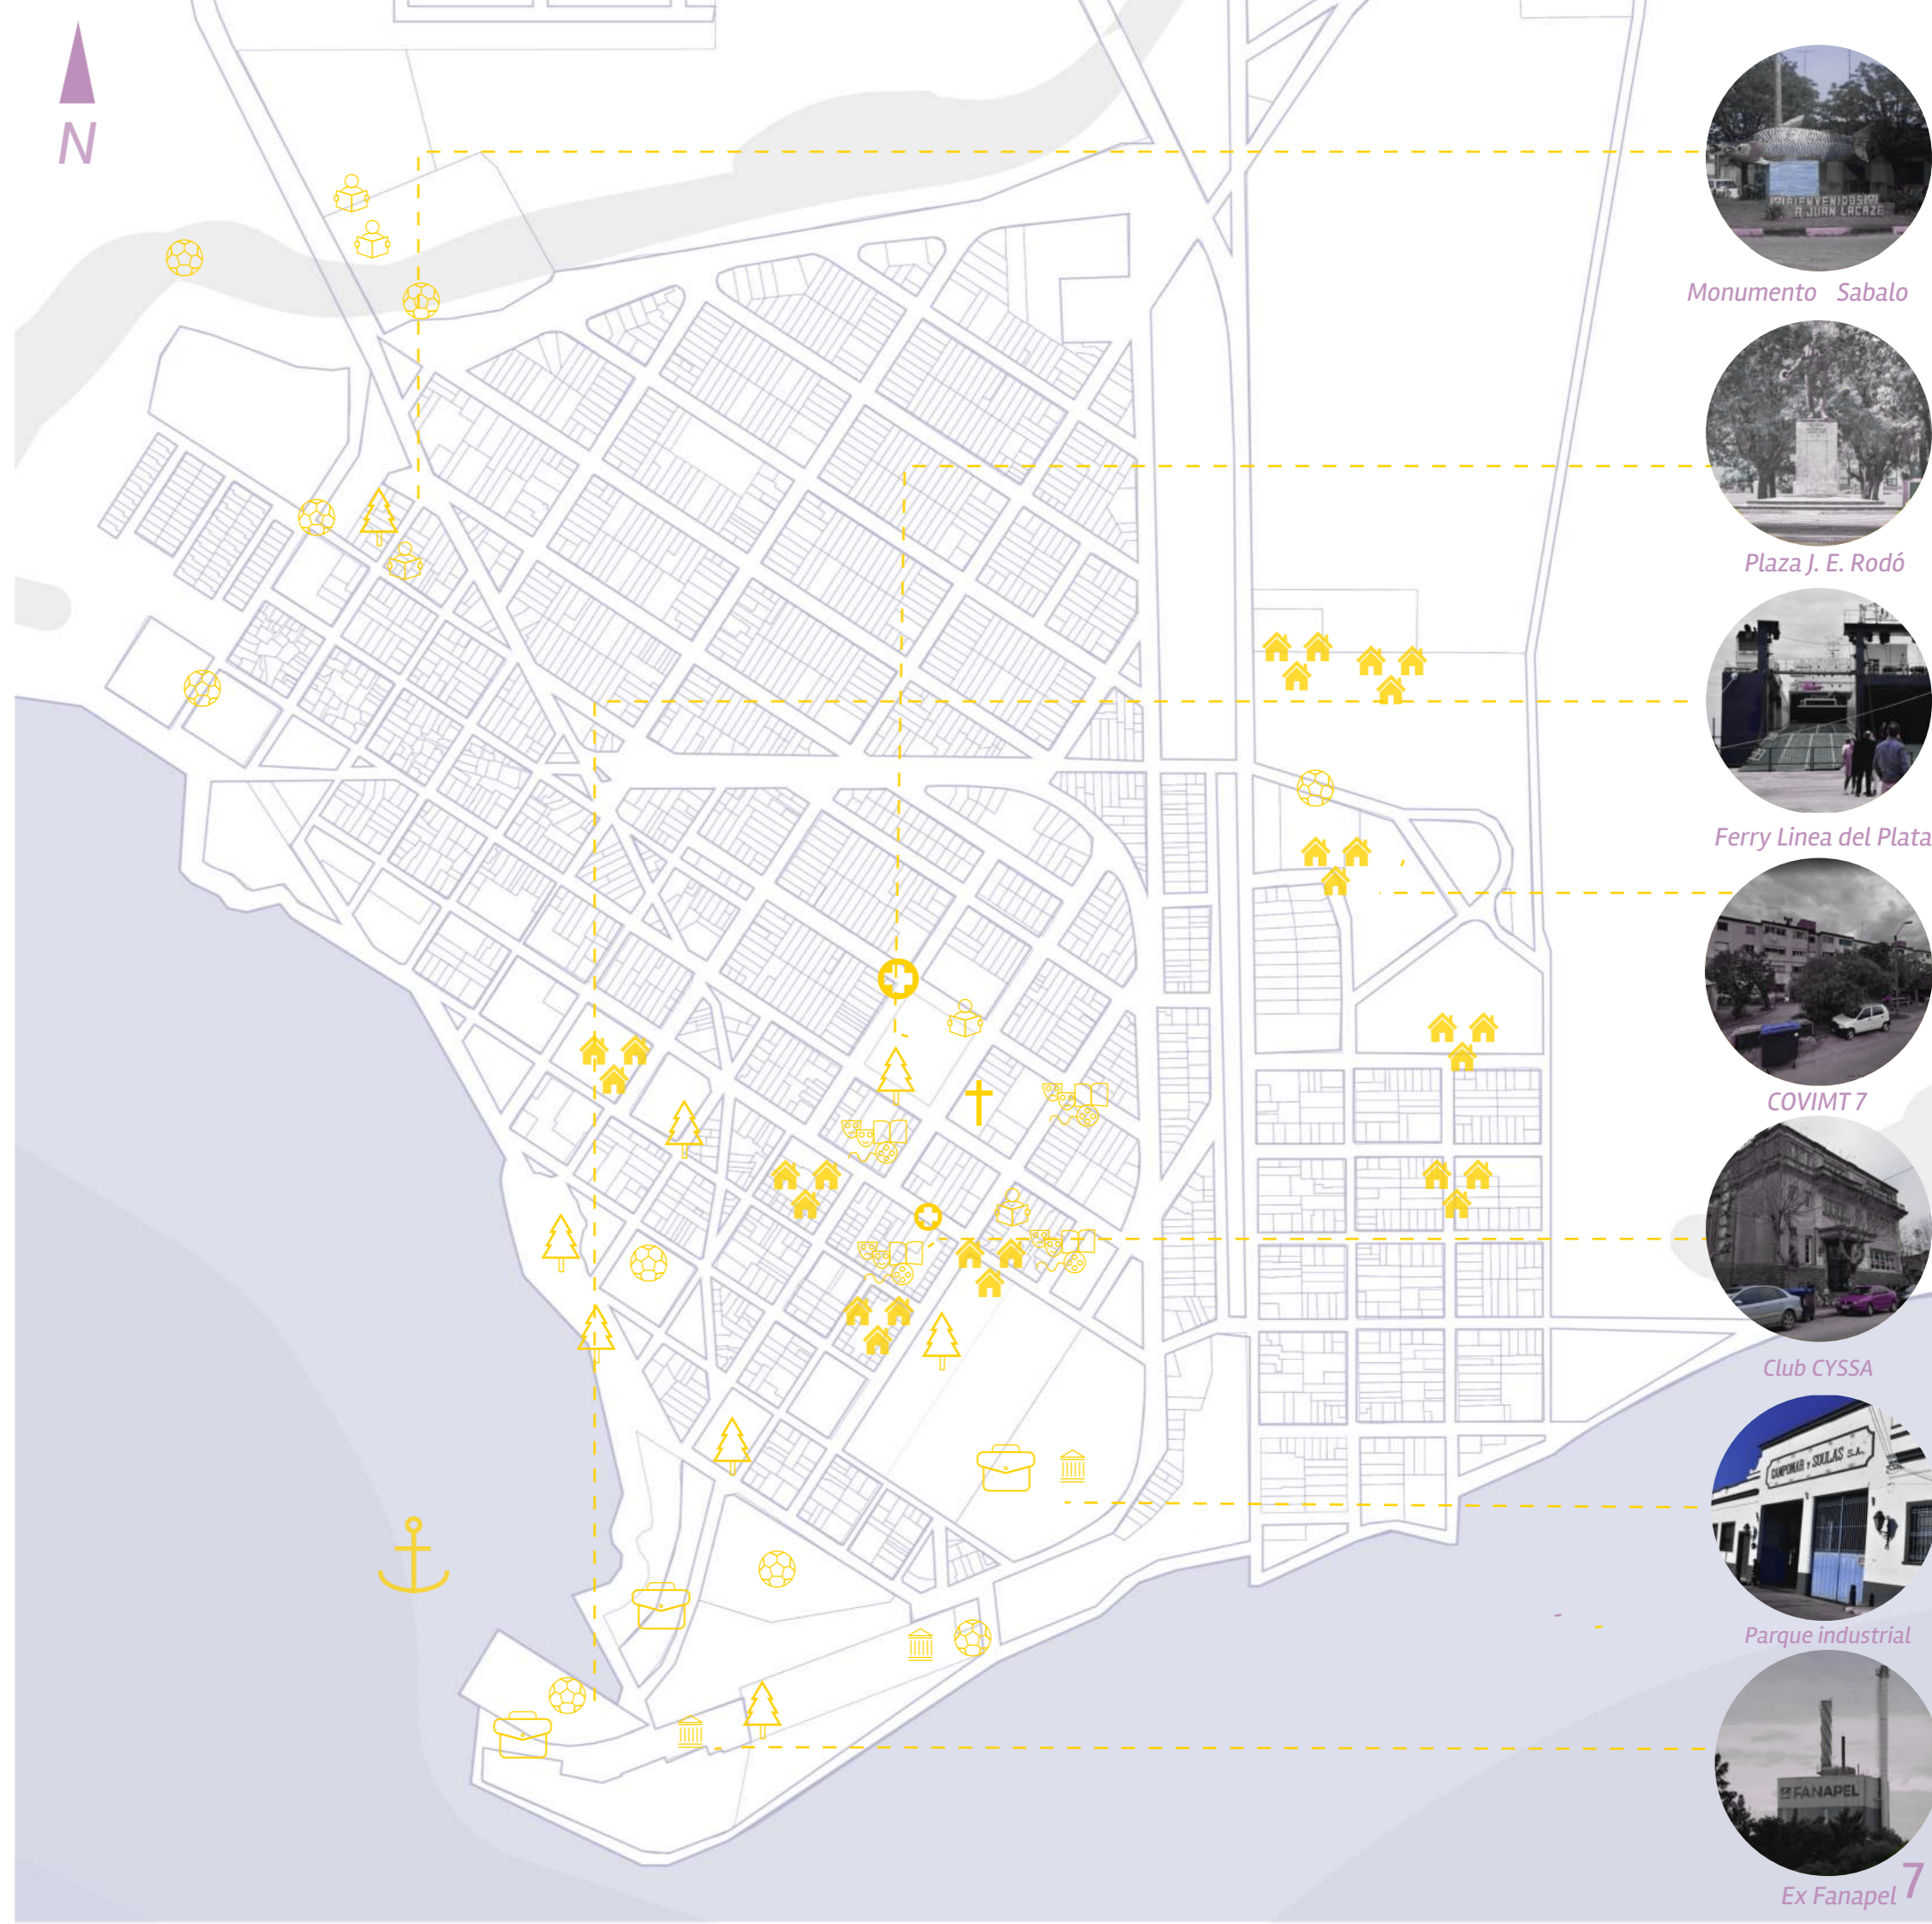 N
BIENVENIDOS
A JUAN LACAZE
Monumento Sabalo
Plaza J. E. Rodó
Ferry Linea del Plata
COVIMT 7
Club CYSSA
CAMPOMAR Y SOULAS S.A.
Parque industrial
FANAPEL
Ex Fanapel
7